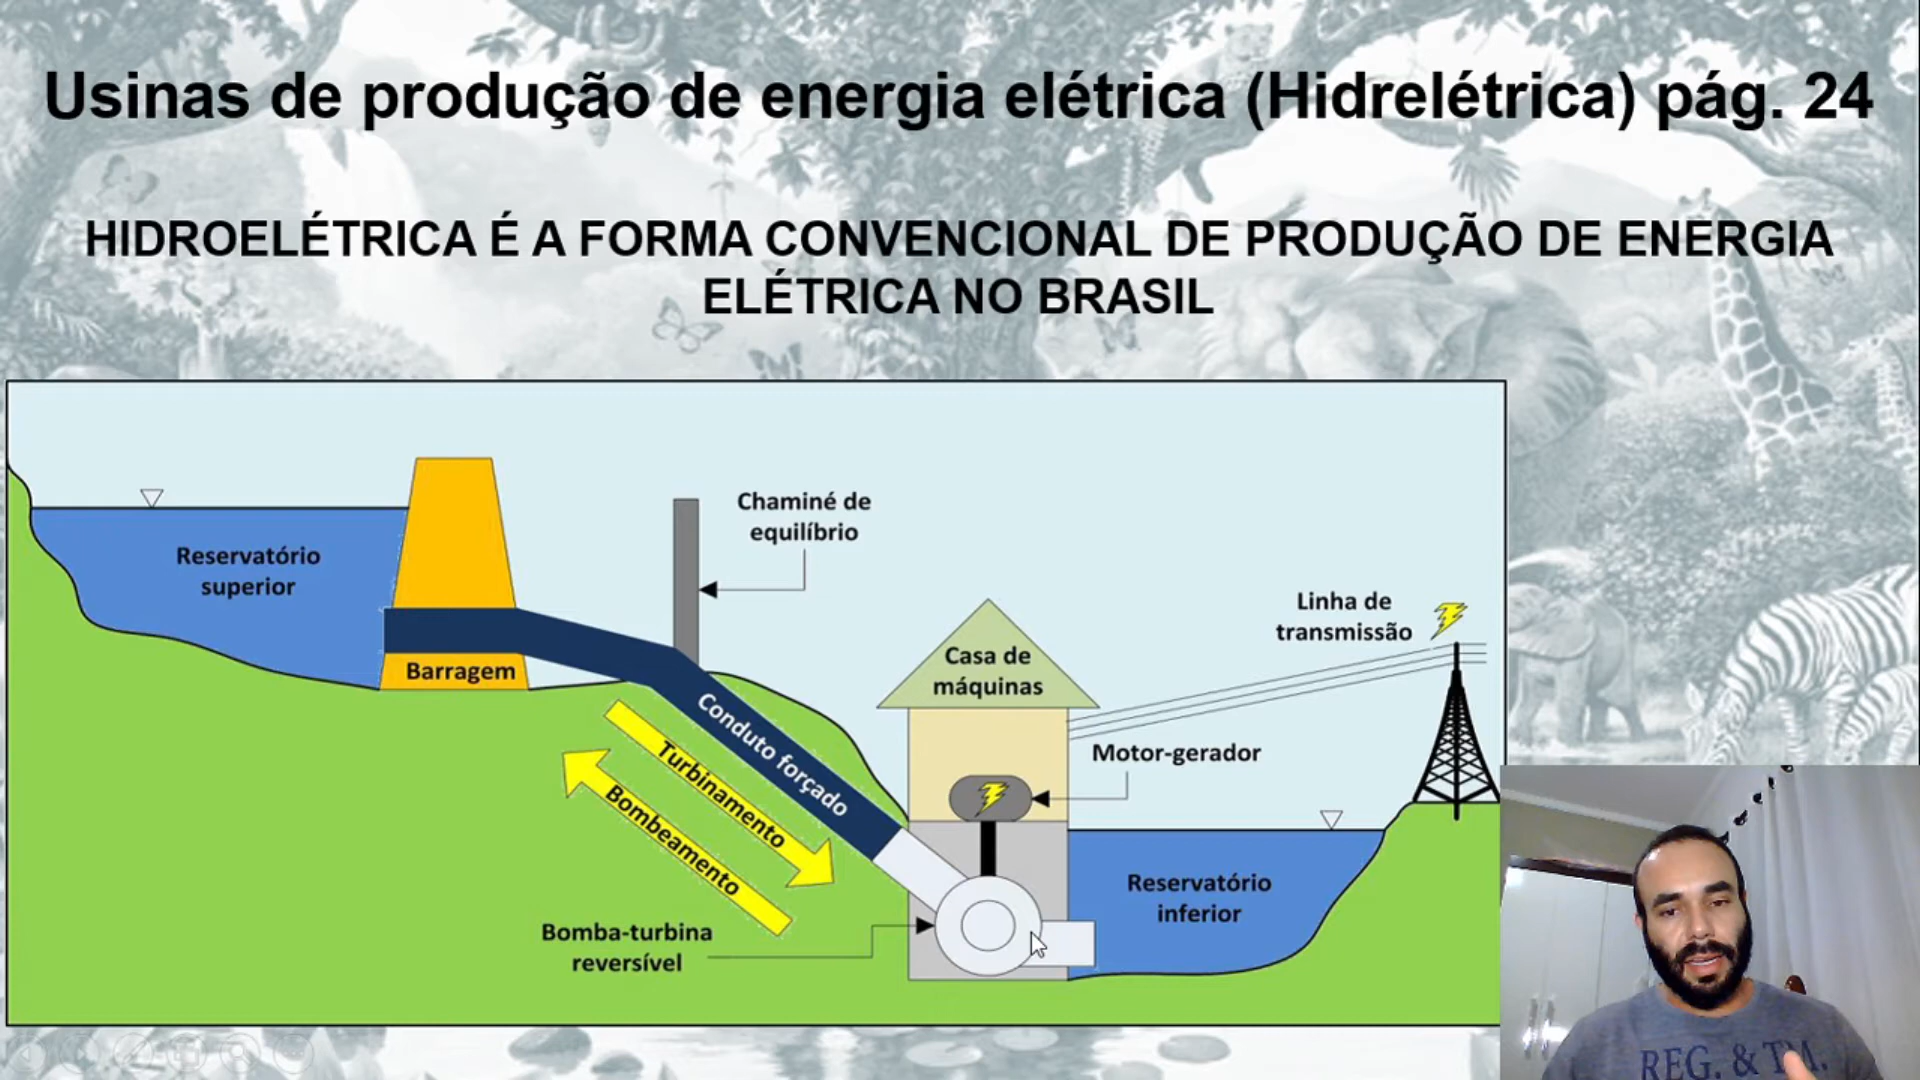 Usinas de produção de energia elétrica (Hidrelétrica) pág. 24
HIDROELÉTRICA É A FORMA CONVENCIONAL DE PRODUÇÃO DE ENERGIA
ELÉTRICA NO BRASIL
Chaminé de
equilíbrio
Reservatório
superior
Linha de
transmissão
Casa de
máquinas
Barragem
Conduto forçado
Motor-gerador
Turbinamento
Bombeamento
Reservatório
inferior
Bomba-turbina
reversível
REG. & TM.